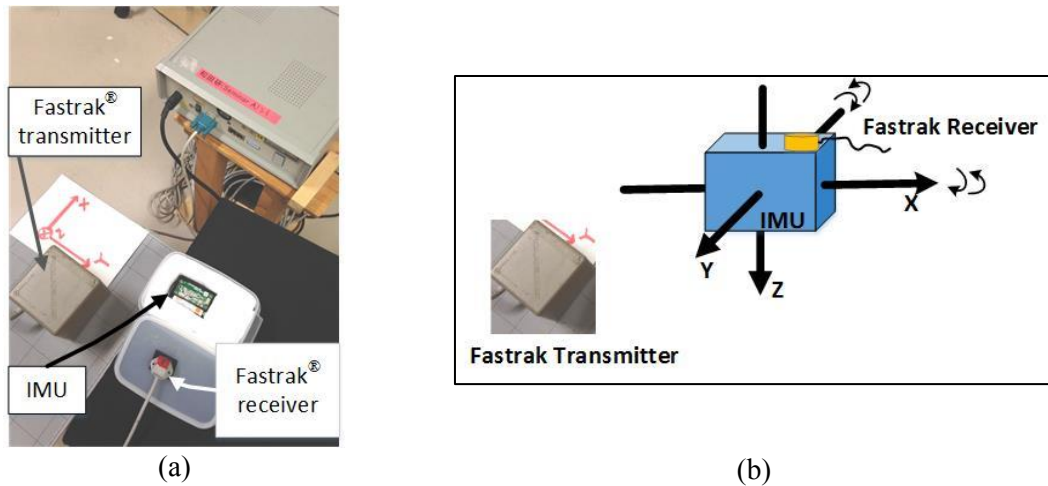 Fastrak®
transmitter
X
Z
Y
IMU
Fastrak®
receiver
(a)
Fastrak Receiver
X
IMU
Y
Z
Fastrak Transmitter
(b)